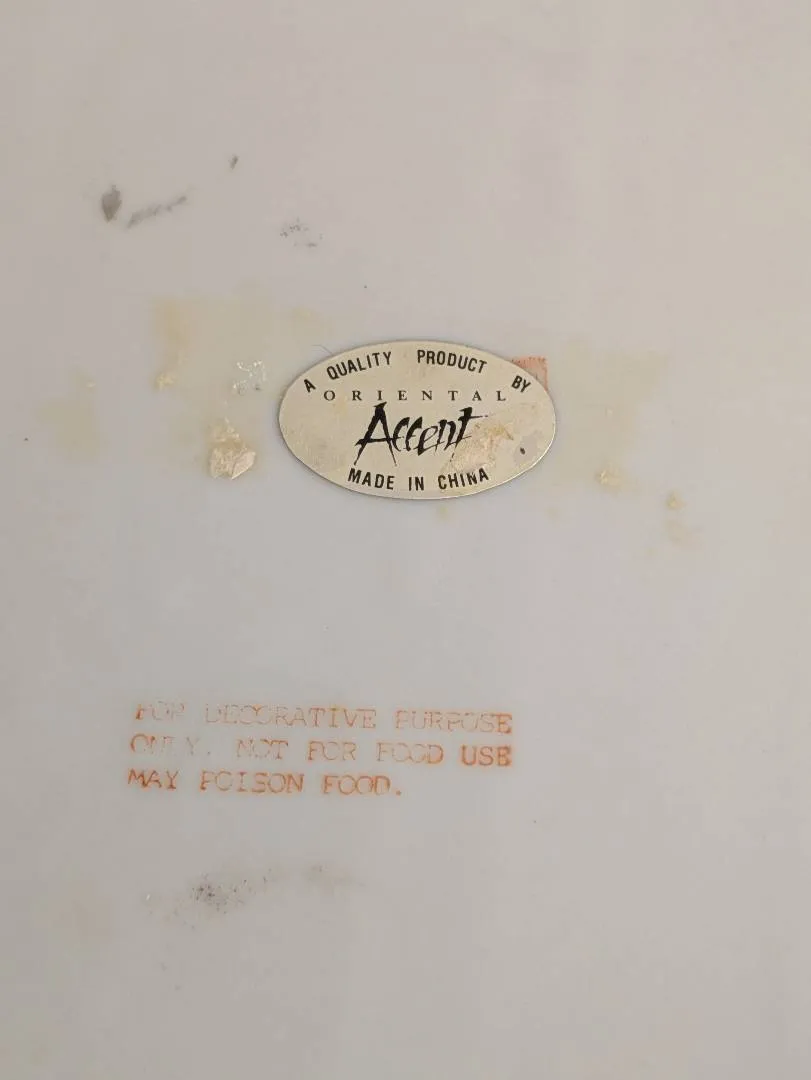 A QUALITY PRODUCT BY
ORIENTAL
Accent
MADE IN CHINA
FOR DECORATIVE PURPOSE
ONLY. NOT FOR FOOD USE
MAY POISON FOOD.